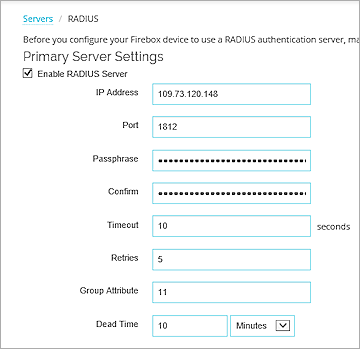 Servers / RADIUS
Before you configure your Firebox device to use a RADIUS authentication server, ma
Primary Server Settings
Enable RADIUS Server
IP Address 109.73.120.148
Port 1812
Passphrase
Confirm
Timeout 10 seconds
Retries 5
Group Attribute 11
Dead Time 10 Minutes